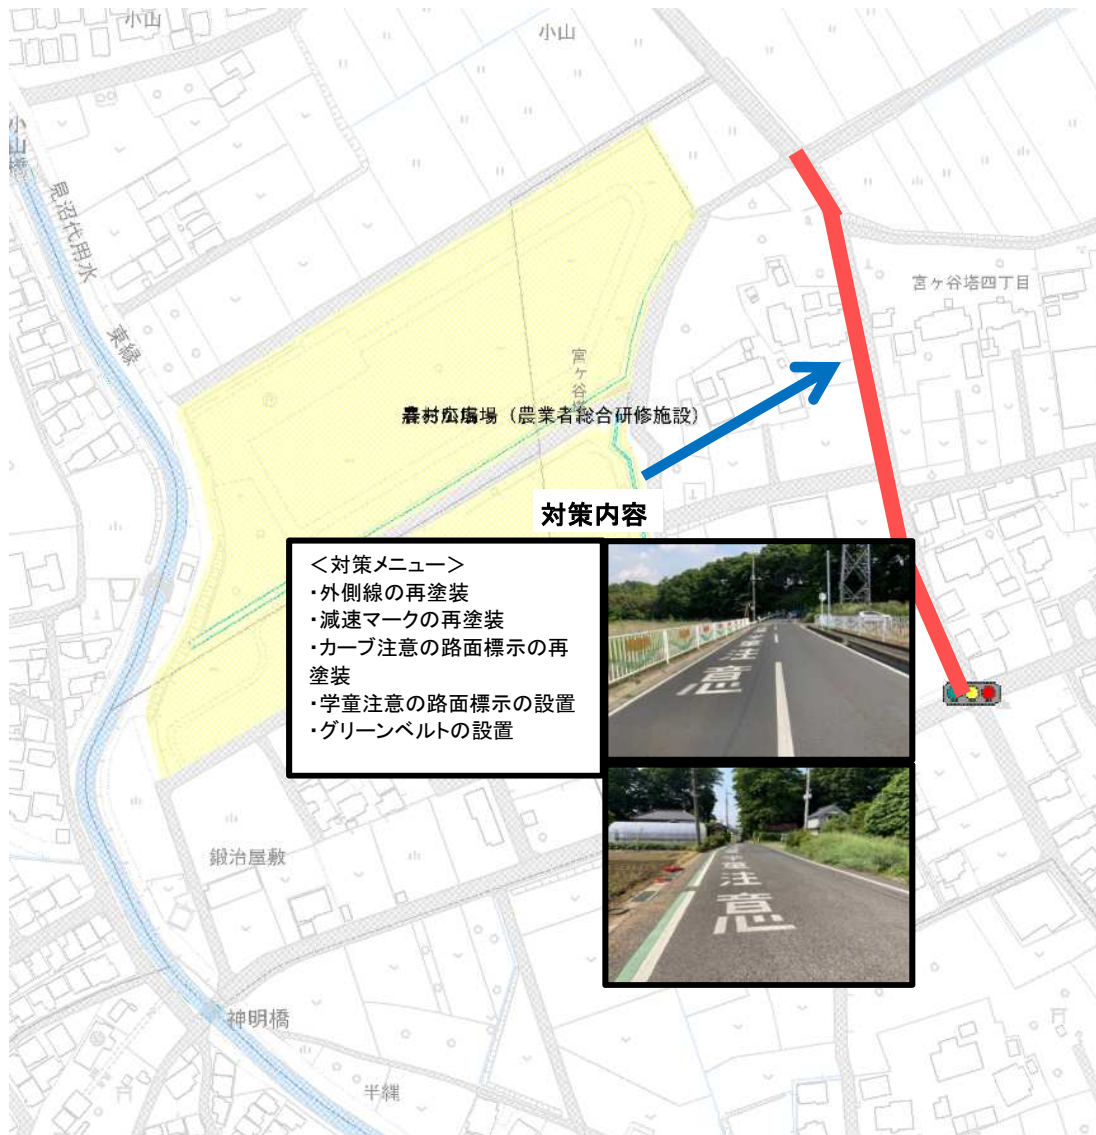 小山
小山
小山橋
見沼代用水
東縁
宮ヶ谷塔四丁目
宮ヶ谷塔
農村広場（農業者総合研修施設）
対策内容
＜対策メニュー＞
・外側線の再塗装
・減速マークの再塗装
・カーブ注意の路面標示の再
塗装
・学童注意の路面標示の設置
・グリーンベルトの設置
鍛治屋敷
神明橋
半縄